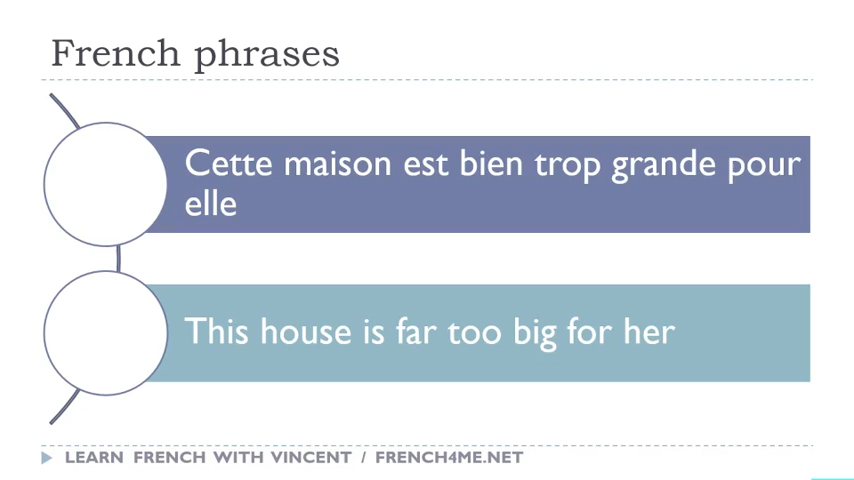 French phrases
Cette maison est bien trop grande pour
elle
This house is far too big for her
LEARN FRENCH WITH VINCENT / FRENCH4ME.NET